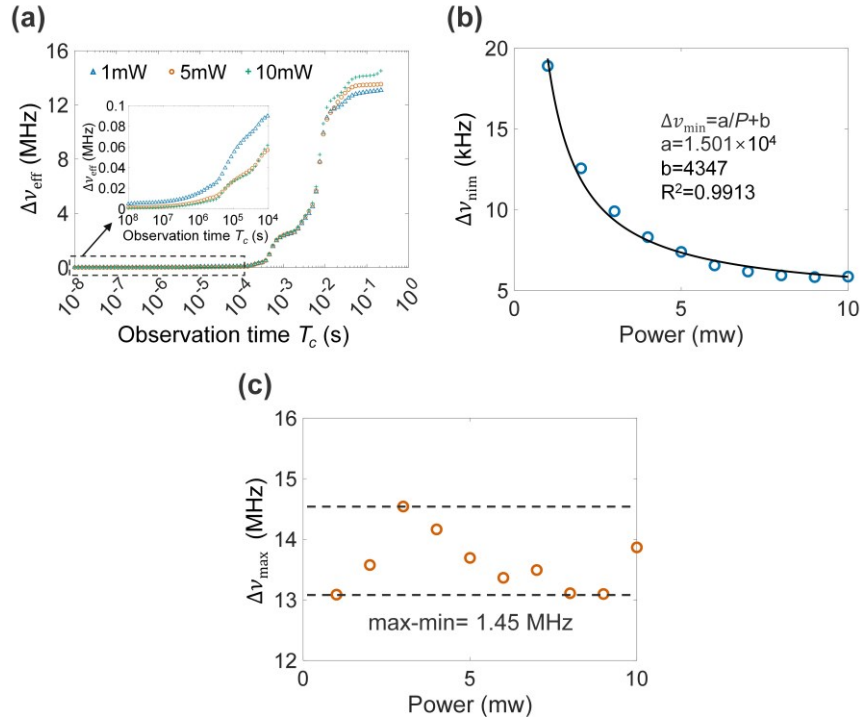 (a)
16
12
8
4
0
Δν_eff (MHz)
1mW 5mW 10mW
0.1
0.08
0.06
0.04
0.02
0
Δν_eff (MHz)
10^8 10^7 10^6 10^5 10^4
Observation time T_c (s)
10^-8 10^-7 10^-6 10^-5 10^-4 10^-3 10^-2 10^-1 10^0
Observation time T_c (s)
(b)
20
15
10
5
Δν_nim (kHz)
Δν_min=a/P+b
a=1.501×10^4
b=4347
R^2=0.9913
0 5 10
Power (mw)
(c)
16
15
14
13
12
Δν_max (MHz)
max-min= 1.45 MHz
0 5 10
Power (mw)